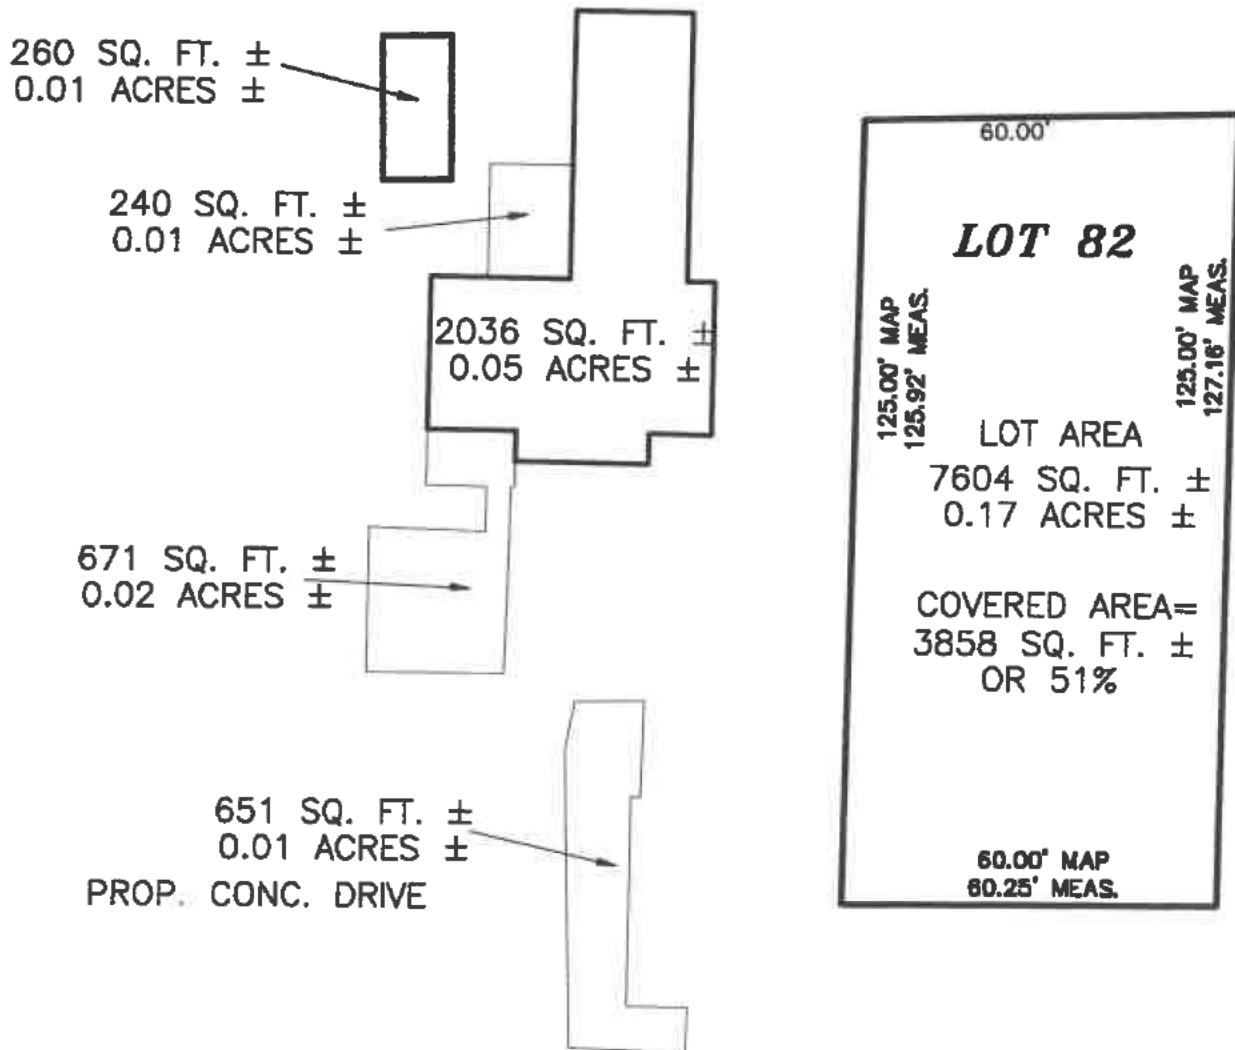 260 SQ. FT. ±
0.01 ACRES ±
240 SQ. FT. ±
0.01 ACRES ±
2036 SQ. FT. ±
0.05 ACRES ±
671 SQ. FT. ±
0.02 ACRES ±
651 SQ. FT. ±
0.01 ACRES ±
PROP. CONC. DRIVE
60.00'
LOT 82
125.00' MAP
125.92' MEAS.
125.00' MAP
127.16' MEAS.
LOT AREA
7604 SQ. FT. ±
0.17 ACRES ±
COVERED AREA=
3858 SQ. FT. ±
OR 51%
60.00' MAP
60.25' MEAS.